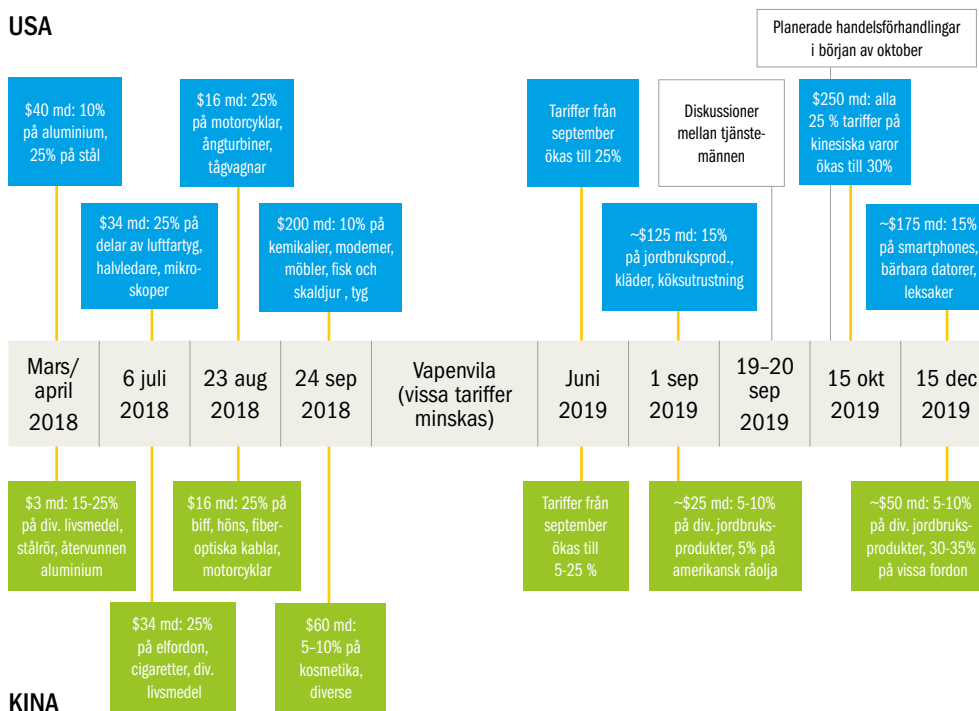 USA
Planerade handelsförhandlingar
i början av oktober
$40 md: 10%
på aluminium,
25% på stål
$16 md: 25%
på motorcyklar,
ångturbiner,
tågvagnar
Tariffer från
september
ökas till 25%
Diskussioner
mellan tjänste-
männen
$250 md: alla
25 % tariffer på
kinesiska varor
ökas till 30%
$34 md: 25% på
delar av luftfartyg,
halvledare, mikro-
skoper
$200 md: 10% på
kemikalier, modemer,
möbler, fisk och
skaldjur , tyg
~$125 md: 15%
på jordbruksprod.,
kläder, köksutrustning
~$175 md: 15%
på smartphones,
bärbara datorer,
leksaker
Mars/
april
2018
6 juli
2018
23 aug
2018
24 sep
2018
Vapenvila
(vissa tariffer
minskas)
Juni
2019
1 sep
2019
19–20
sep
2019
15 okt
2019
15 dec
2019
$3 md: 15-25%
på div. livsmedel,
stålrör, återvunnen
aluminium
$16 md: 25% på
biff, höns, fiber-
optiska kablar,
motorcyklar
Tariffer från
september
ökas till
5-25 %
~$25 md: 5-10%
på div. jordbruks-
produkter, 5% på
amerikansk råolja
~$50 md: 5-10%
på div. jordbruks-
produkter, 30-35%
på vissa fordon
$34 md: 25%
på elfordon,
cigaretter, div.
livsmedel
$60 md:
5–10% på
kosmetika,
diverse
KINA